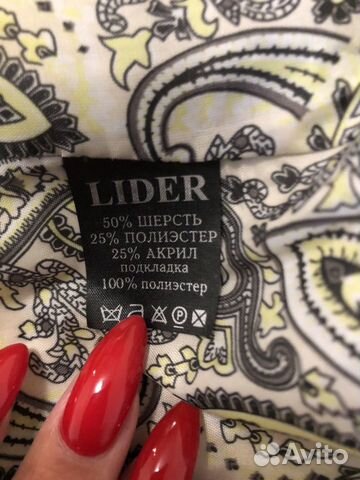 LIDER
50% ШЕРСТЬ
25% ПОЛИЭСТЕР
25% АКРИЛ
подкладка
100% полиэстер
P
Avito